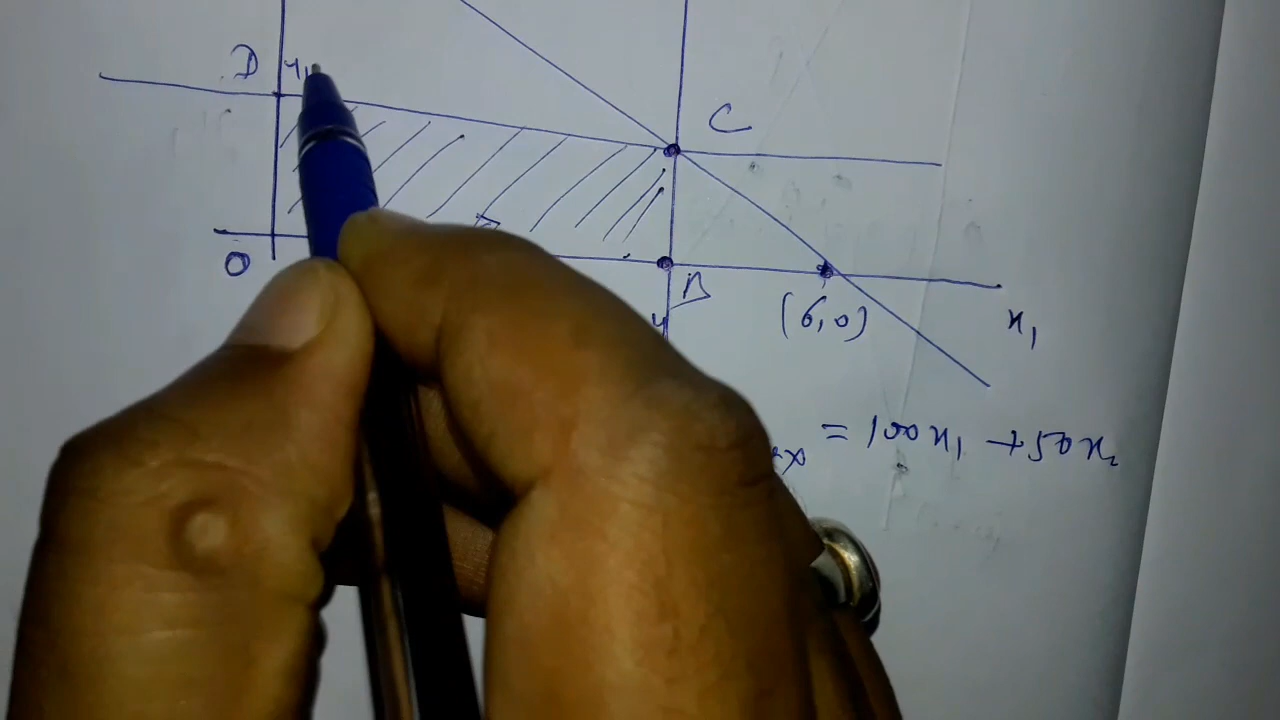 D
C
O
B
(6,0)
x₁
= 100x₁ + 50x₂